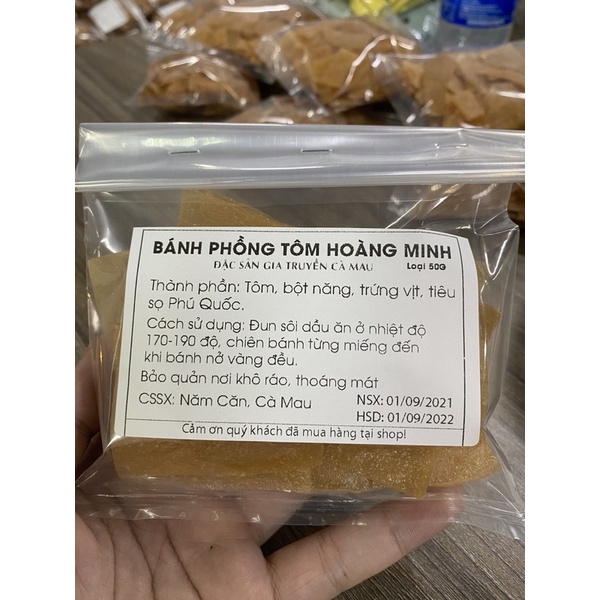 BÁNH PHỒNG TÔM HOÀNG MINH
ĐẶC SẢN GIA TRUYỀN CÀ MAU Loại 50G
Thành phần: Tôm, bột năng, trứng vịt, tiêu
sọ Phú Quốc.
Cách sử dụng: Đun sôi dầu ăn ở nhiệt độ
170-190 độ, chiên bánh từng miếng đến
khi bánh nở vàng đều.
Bảo quản nơi khô ráo, thoáng mát
CSSX: Năm Căn, Cà Mau NSX: 01/09/2021
HSD: 01/09/2022
Cảm ơn quý khách đã mua hàng tại shop!